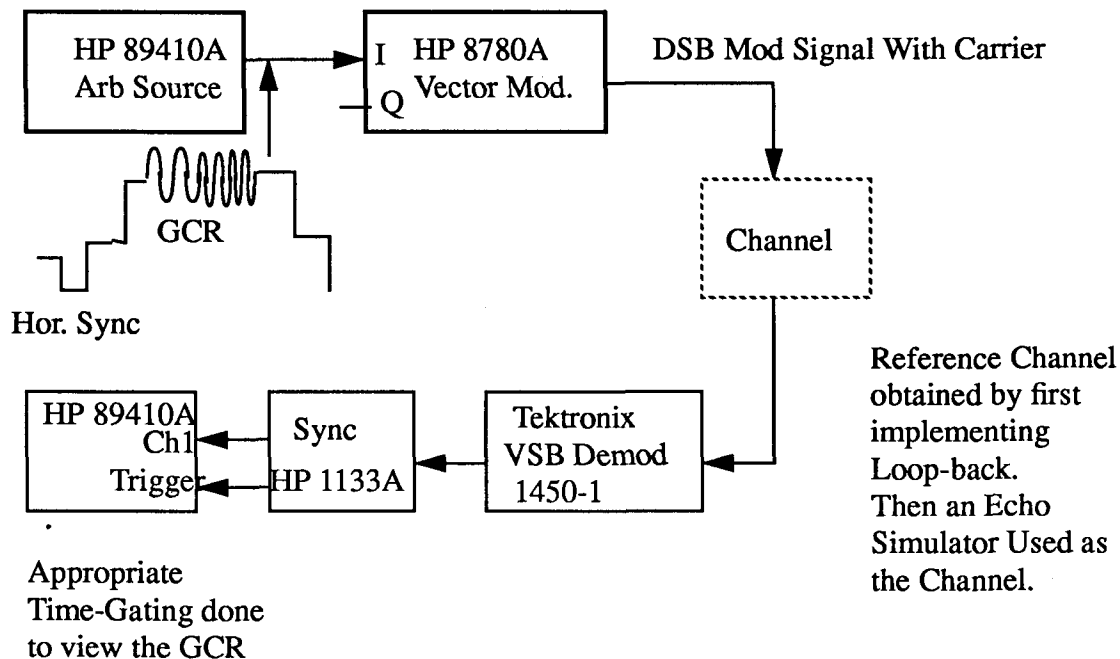 HP 89410A
Arb Source
I
HP 8780A
Q
Vector Mod.
DSB Mod Signal With Carrier
GCR
Hor. Sync
Channel
Reference Channel
obtained by first
implementing
Loop-back.
Then an Echo
Simulator Used as
the Channel.
HP 89410A
Ch1
Trigger
Sync
HP 1133A
Tektronix
VSB Demod
1450-1
Appropriate
Time-Gating done
to view the GCR